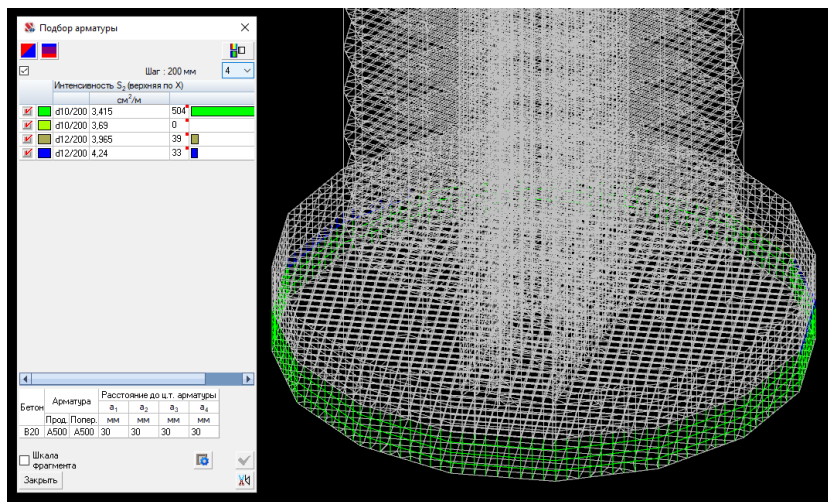 Подбор арматуры
Шаг : 200 мм
4
Интенсивность S₂ (верхняя по X)
см²/м
d10/200 3,415 504
d10/200 3,69 0
d12/200 3,965 39
d12/200 4,24 33
Бетон Арматура Расстояние до ц.т. арматуры
a₁ a₂ a₃ a₄
Прод. Попер. мм мм мм мм
B20 A500 A500 30 30 30 30
Шкала
фрагмента
Закрыть